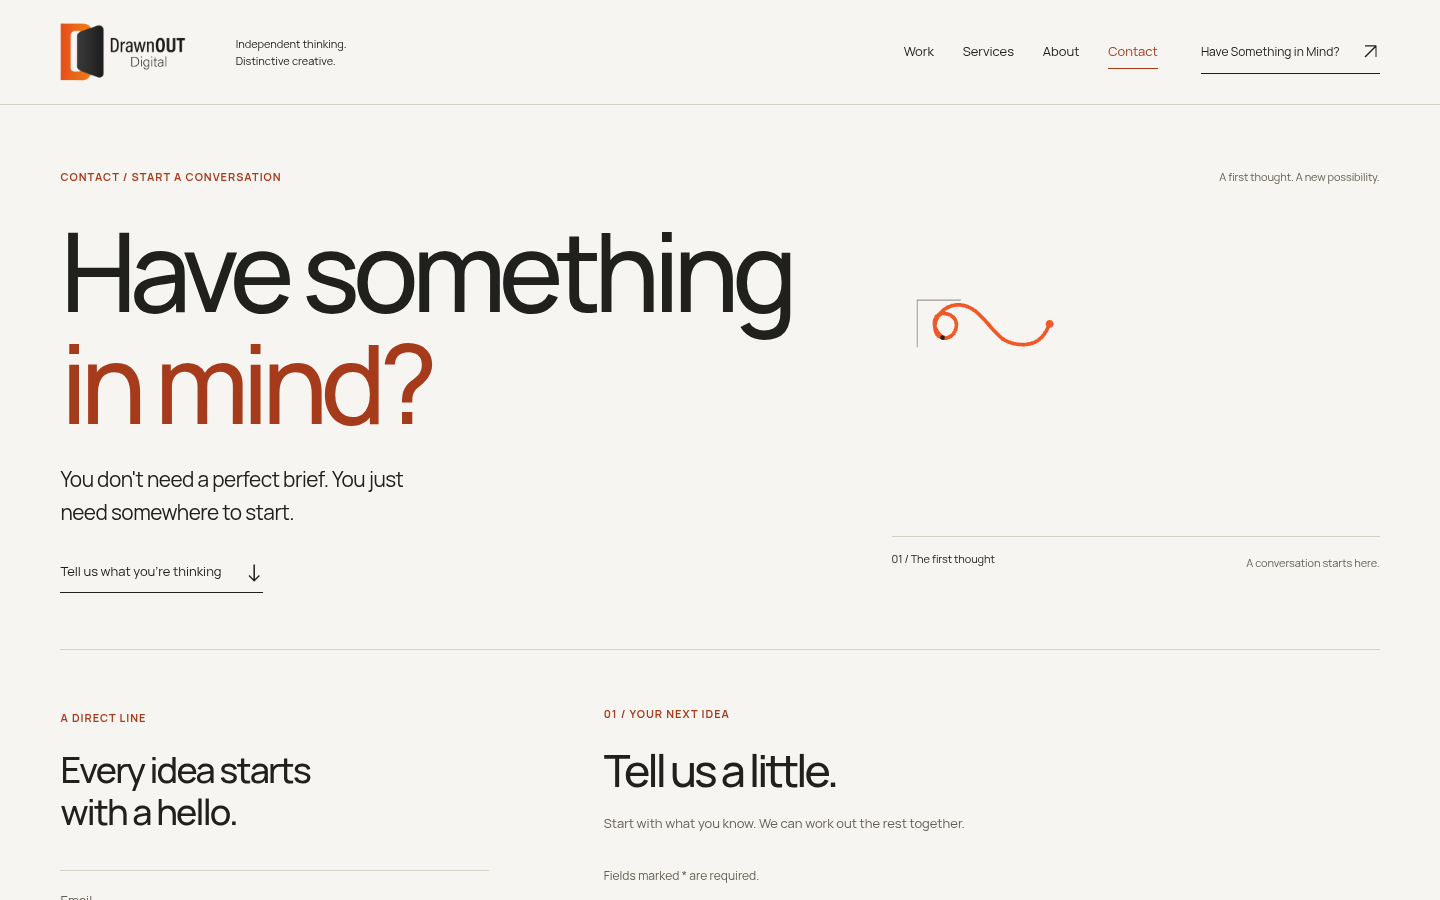 DrawnOUT
Digital
Independent thinking.
Distinctive creative.
Work
Services
About
Contact
Have Something in Mind?
CONTACT / START A CONVERSATION
A first thought. A new possibility.
Have something
in mind?
You don't need a perfect brief. You just
need somewhere to start.
Tell us what you're thinking
01 / The first thought
A conversation starts here.
A DIRECT LINE
Every idea starts
with a hello.
Email
01 / YOUR NEXT IDEA
Tell us a little.
Start with what you know. We can work out the rest together.
Fields marked * are required.